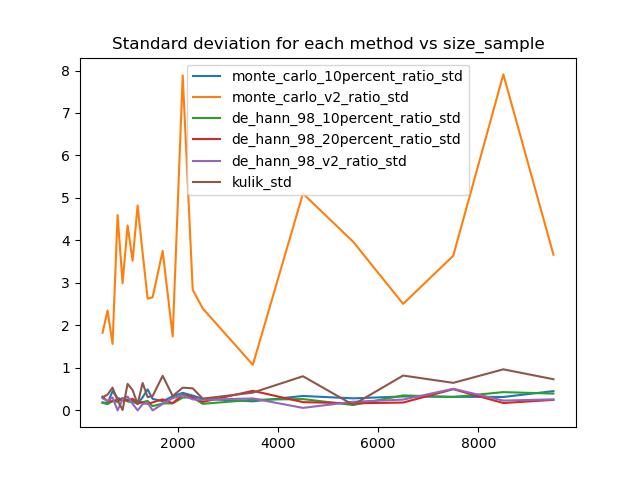 Standard deviation for each method vs size_sample
8
7
6
5
4
3
2
1
0
monte_carlo_10percent_ratio_std
monte_carlo_v2_ratio_std
de_hann_98_10percent_ratio_std
de_hann_98_20percent_ratio_std
de_hann_98_v2_ratio_std
kulik_std
2000 4000 6000 8000